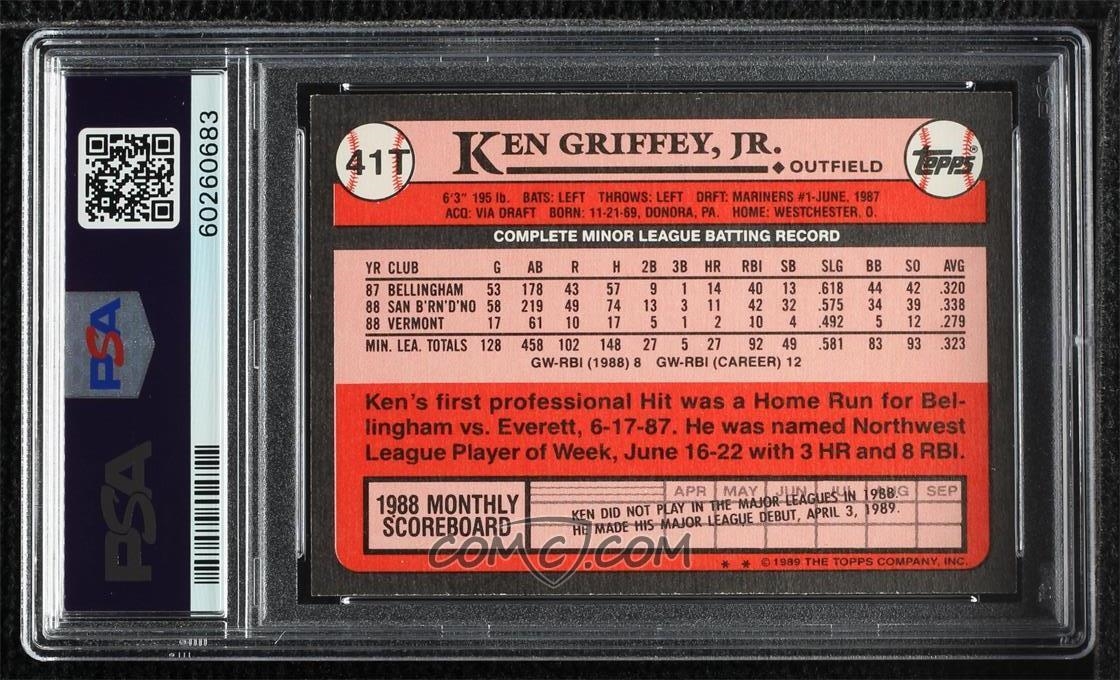 60260683
PSA
PSA
41T
KEN GRIFFEY, JR.
OUTFIELD
TOPPS®
6'3" 195 lb. BATS: LEFT THROWS: LEFT DRFT: MARINERS #1-JUNE, 1987
ACQ: VIA DRAFT BORN: 11-21-69, DONORA, PA. HOME: WESTCHESTER, O.
COMPLETE MINOR LEAGUE BATTING RECORD
YR CLUB G AB R H 2B 3B HR RBI SB SLG BB SO AVG
87 BELLINGHAM 53 178 43 57 9 1 14 40 13 .618 44 42 .320
88 SAN B'RN'D'NO 58 219 49 74 13 3 11 42 32 .575 34 39 .338
88 VERMONT 17 61 10 17 5 1 2 10 4 .492 5 12 .279
MIN. LEA. TOTALS 128 458 102 148 27 5 27 92 49 .581 83 93 .323
GW-RBI (1988) 8 GW-RBI (CAREER) 12
Ken's first professional Hit was a Home Run for Bel-
lingham vs. Everett, 6-17-87. He was named Northwest
League Player of Week, June 16-22 with 3 HR and 8 RBI.
1988 MONTHLY
SCOREBOARD
APR MAY JUN JUL AUG SEP
KEN DID NOT PLAY IN THE MAJOR LEAGUES IN 1988.
HE MADE HIS MAJOR LEAGUE DEBUT, APRIL 3, 1989.
COMC.COM
* * © 1989 THE TOPPS COMPANY, INC.